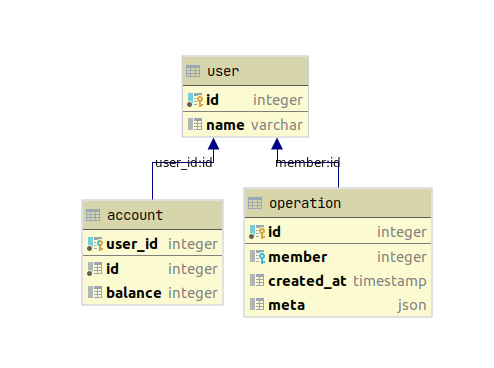 user
id integer
name varchar
user_id:id
member:id
account
user_id integer
id integer
balance integer
operation
id integer
member integer
created_at timestamp
meta json